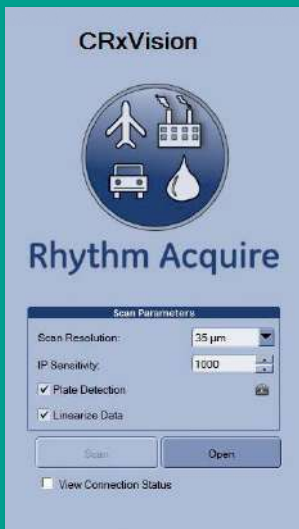 CRxVision
Rhythm Acquire
Scan Parameters
Scan Resolution: 35 µm
IP Sensitivity: 1000
Plate Detection
Linearize Data
Scan Open
View Connection Status